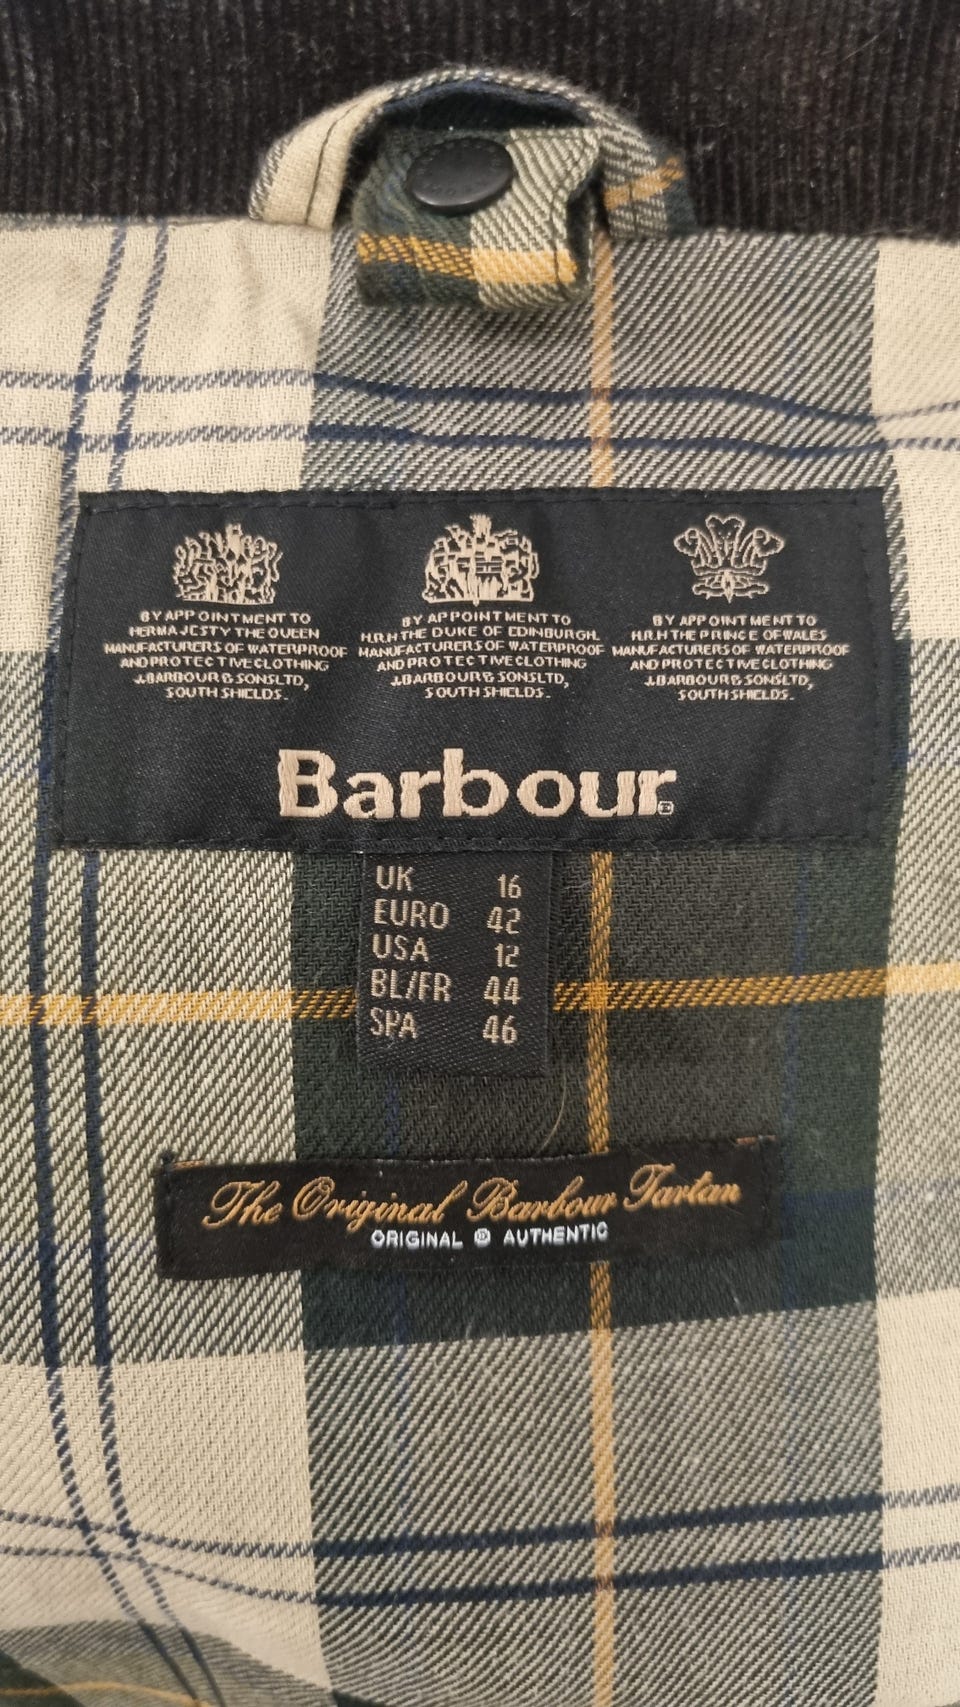 BY APPOINTMENT TO
HER MAJESTY THE QUEEN
MANUFACTURERS OF WATERPROOF
AND PROTECTIVE CLOTHING
J.BARBOUR & SONS LTD,
SOUTH SHIELDS.
BY APPOINTMENT TO
H.R.H THE DUKE OF EDINBURGH.
MANUFACTURERS OF WATERPROOF
AND PROTECTIVE CLOTHING
J.BARBOUR & SONS LTD,
SOUTH SHIELDS.
BY APPOINTMENT TO
H.R.H THE PRINCE OF WALES
MANUFACTURERS OF WATERPROOF
AND PROTECTIVE CLOTHING
J.BARBOUR & SONS LTD,
SOUTH SHIELDS.
Barbour®
UK 16
EURO 42
USA 12
BL/FR 44
SPA 46
The Original Barbour Tartan
ORIGINAL & AUTHENTIC